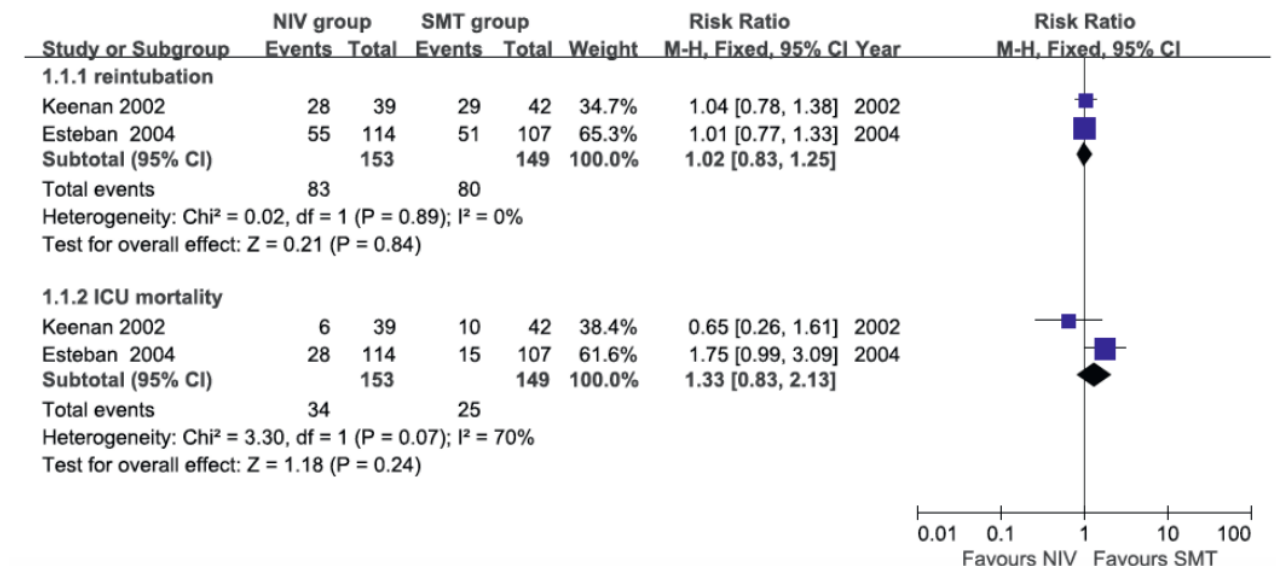 NIV group SMT group Risk Ratio Risk Ratio
Study or Subgroup Events Total Events Total Weight M-H, Fixed, 95% CI Year M-H, Fixed, 95% CI
1.1.1 reintubation
Keenan 2002 28 39 29 42 34.7% 1.04 [0.78, 1.38] 2002
Esteban 2004 55 114 51 107 65.3% 1.01 [0.77, 1.33] 2004
Subtotal (95% CI) 153 149 100.0% 1.02 [0.83, 1.25]
Total events 83 80
Heterogeneity: Chi² = 0.02, df = 1 (P = 0.89); I² = 0%
Test for overall effect: Z = 0.21 (P = 0.84)
1.1.2 ICU mortality
Keenan 2002 6 39 10 42 38.4% 0.65 [0.26, 1.61] 2002
Esteban 2004 28 114 15 107 61.6% 1.75 [0.99, 3.09] 2004
Subtotal (95% CI) 153 149 100.0% 1.33 [0.83, 2.13]
Total events 34 25
Heterogeneity: Chi² = 3.30, df = 1 (P = 0.07); I² = 70%
Test for overall effect: Z = 1.18 (P = 0.24)
0.01 0.1 1 10 100
Favours NIV Favours SMT